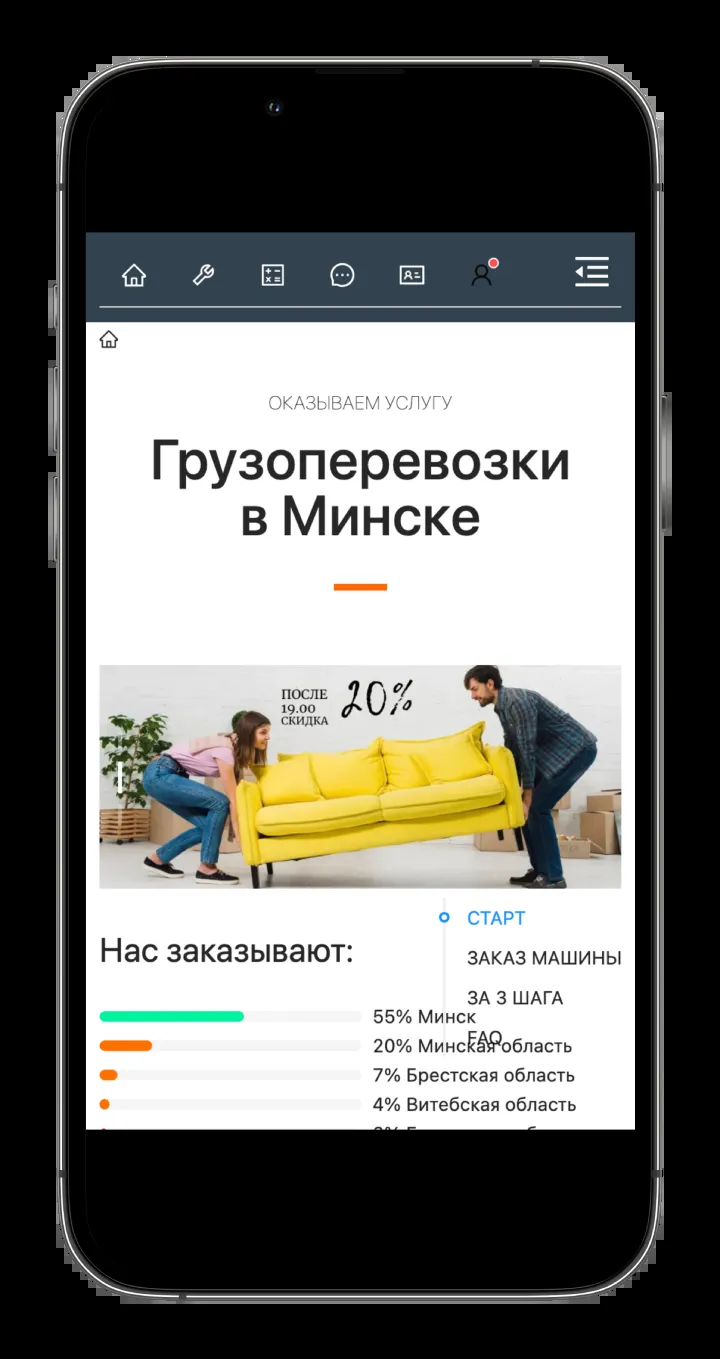 ОКАЗЫВАЕМ УСЛУГУ
Грузоперевозки
в Минске
ПОСЛЕ
19.00
СКИДКА
20%
СТАРТ
ЗАКАЗ МАШИНЫ
ЗА 3 ШАГА
FAQ
Нас заказывают:
55% Минск
20% Минская область
7% Брестская область
4% Витебская область